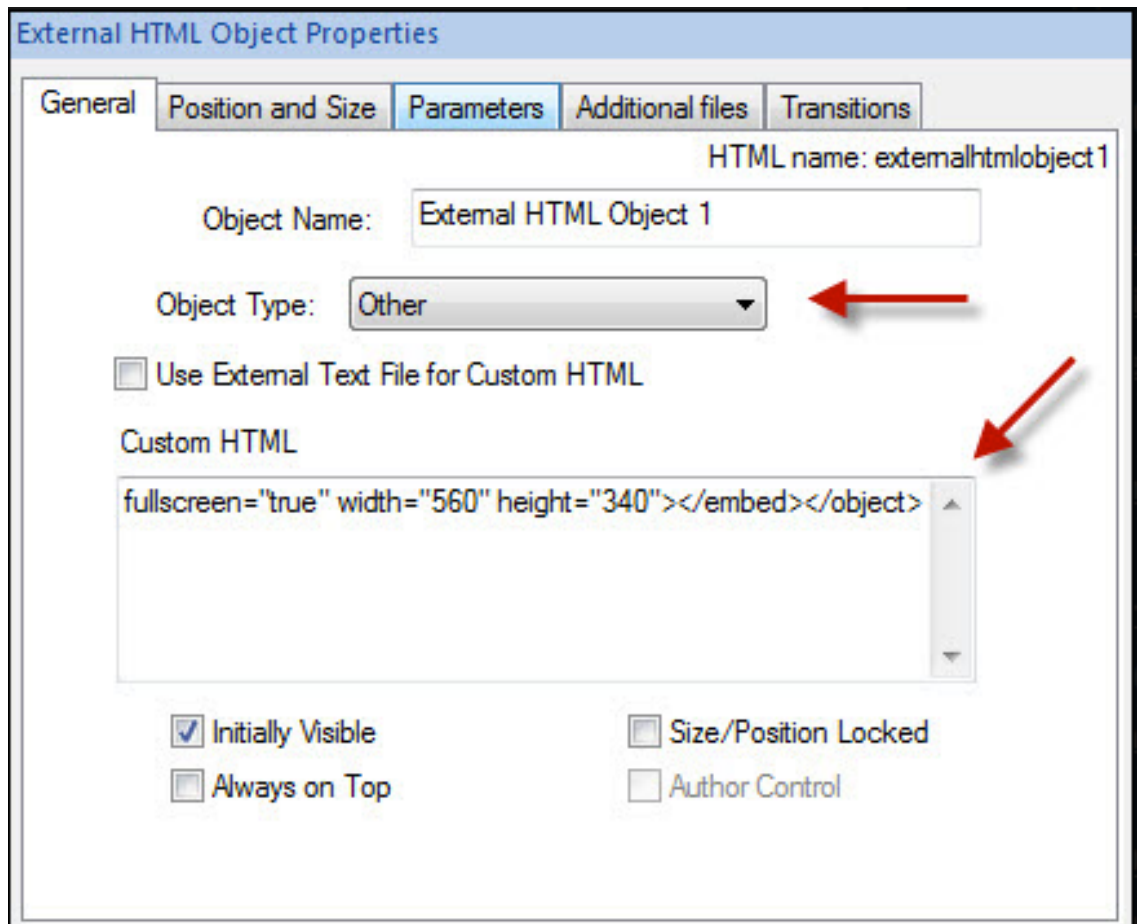 External HTML Object Properties
General Position and Size Parameters Additional files Transitions
HTML name: externalhtmlobject1
Object Name: External HTML Object 1
Object Type: Other
Use External Text File for Custom HTML
Custom HTML
fullscreen="true" width="560" height="340"></embed></object>
Initially Visible Size/Position Locked
Always on Top Author Control